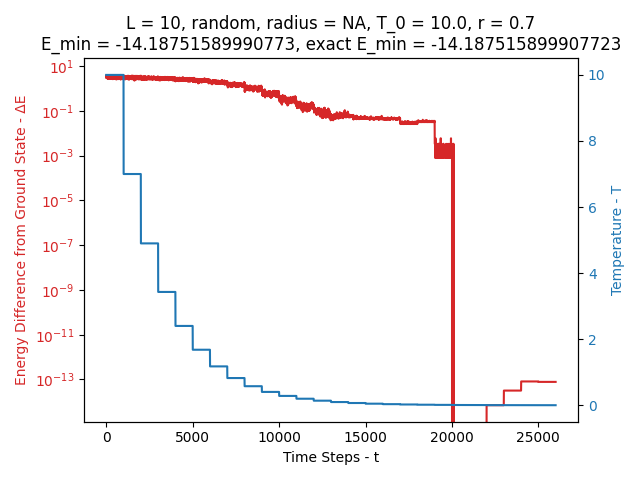 L = 10, random, radius = NA, T_0 = 10.0, r = 0.7
E_min = -14.18751589990773, exact E_min = -14.187515899907723
10^1
10^-1
10^-3
10^-5
10^-7
10^-9
10^-11
10^-13
Energy Difference from Ground State - ΔE
10
8
6
4
2
0
Temperature - T
0 5000 10000 15000 20000 25000
Time Steps - t